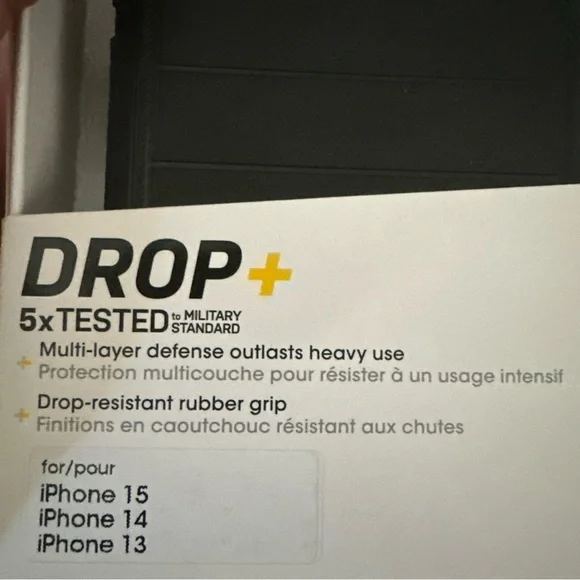 DROP+
5xTESTED to MILITARY STANDARD
+ Multi-layer defense outlasts heavy use
Protection multicouche pour résister à un usage intensif
+ Drop-resistant rubber grip
Finitions en caoutchouc résistant aux chutes
for/pour
iPhone 15
iPhone 14
iPhone 13